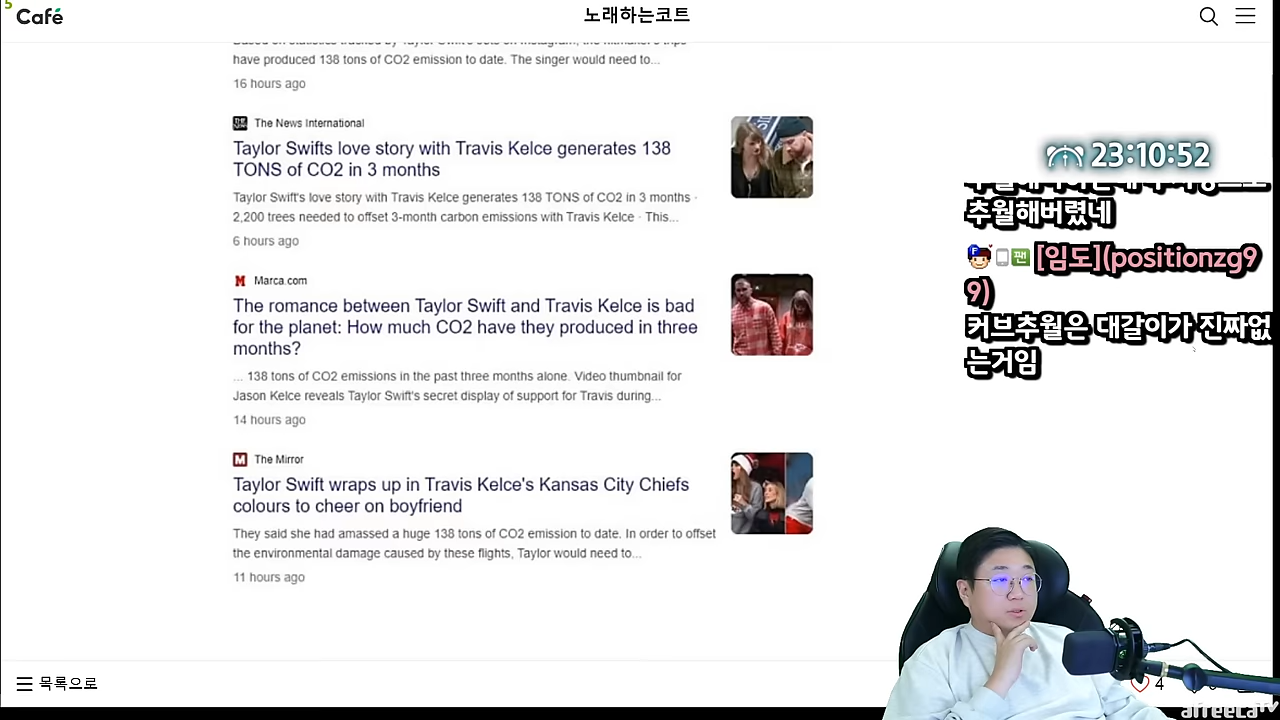 5
Café
노래하는코트
have produced 138 tons of CO2 emission to date. The singer would need to...
16 hours ago
The News International
Taylor Swifts love story with Travis Kelce generates 138
TONS of CO2 in 3 months
Taylor Swift's love story with Travis Kelce generates 138 TONS of CO2 in 3 months ·
2,200 trees needed to offset 3-month carbon emissions with Travis Kelce · This...
6 hours ago
Marca.com
The romance between Taylor Swift and Travis Kelce is bad
for the planet: How much CO2 have they produced in three
months?
... 138 tons of CO2 emissions in the past three months alone. Video thumbnail for
Jason Kelce reveals Taylor Swift's secret display of support for Travis during...
14 hours ago
The Mirror
Taylor Swift wraps up in Travis Kelce's Kansas City Chiefs
colours to cheer on boyfriend
They said she had amassed a huge 138 tons of CO2 emission to date. In order to offset
the environmental damage caused by these flights, Taylor would need to...
11 hours ago
23:10:52
추월해버렸네
팬 [임도](positionzg9
9)
커브추월은 대갈이가 진짜없
는거임
목록으로
4
afreecaTV